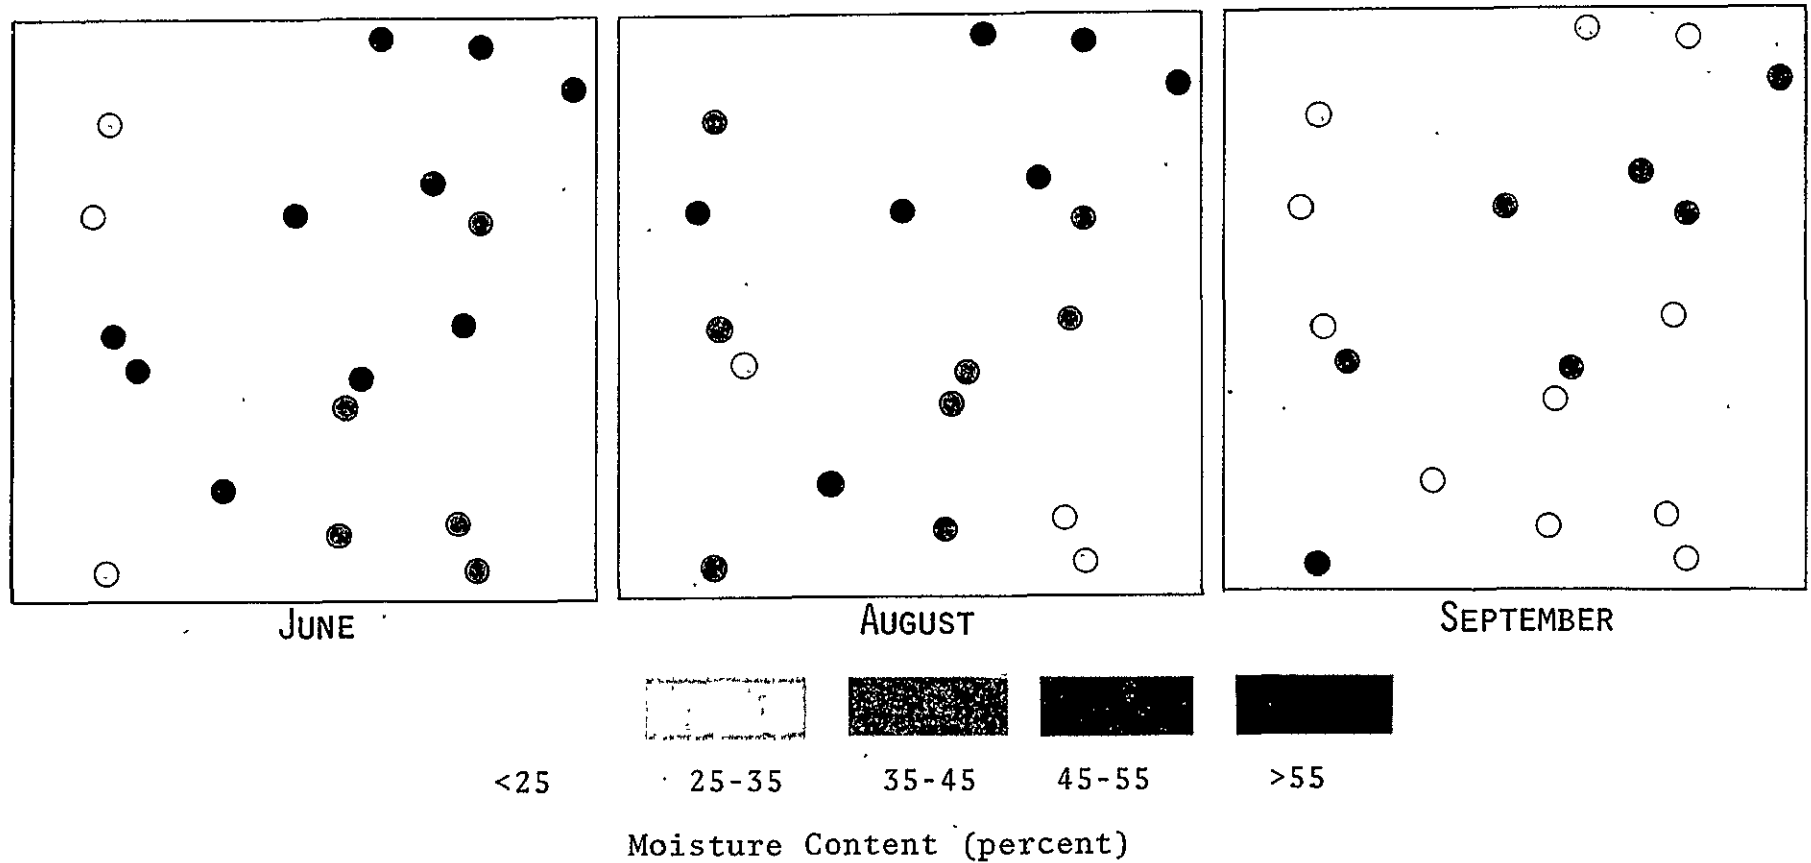 JUNE
AUGUST
SEPTEMBER
<25 25-35 35-45 45-55 >55
Moisture Content (percent)